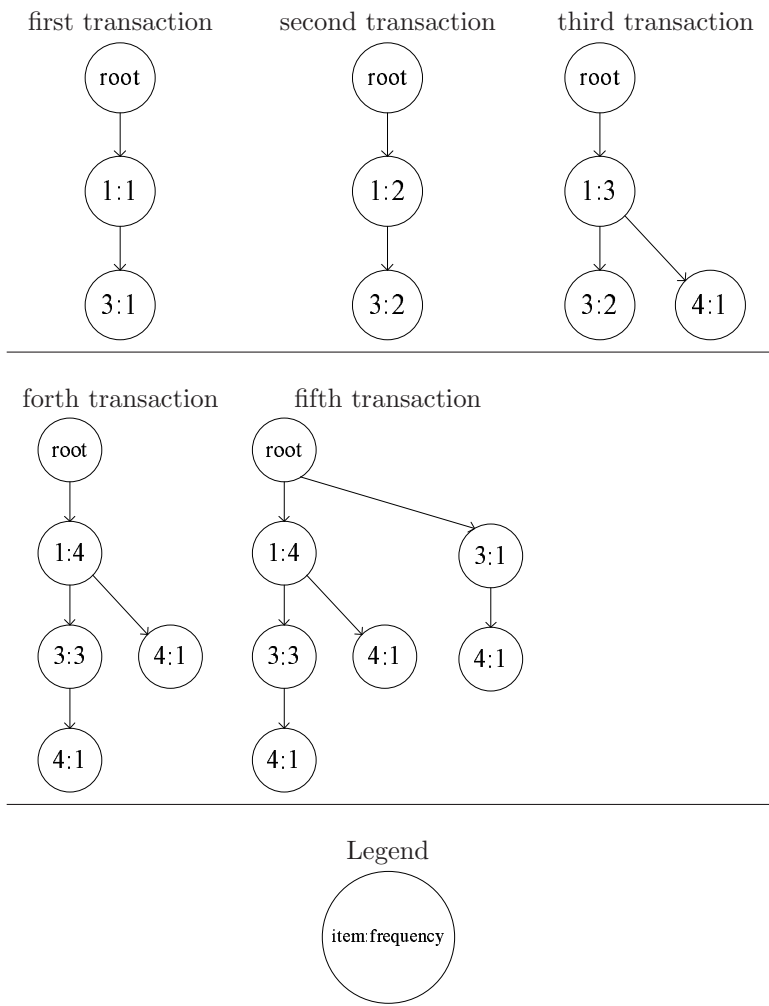 first transaction second transaction third transaction
root root root
1:1 1:2 1:3
3:1 3:2 3:2 4:1
forth transaction fifth transaction
root root
1:4 1:4 3:1
3:3 4:1 3:3 4:1 4:1
4:1 4:1
Legend
item:frequency